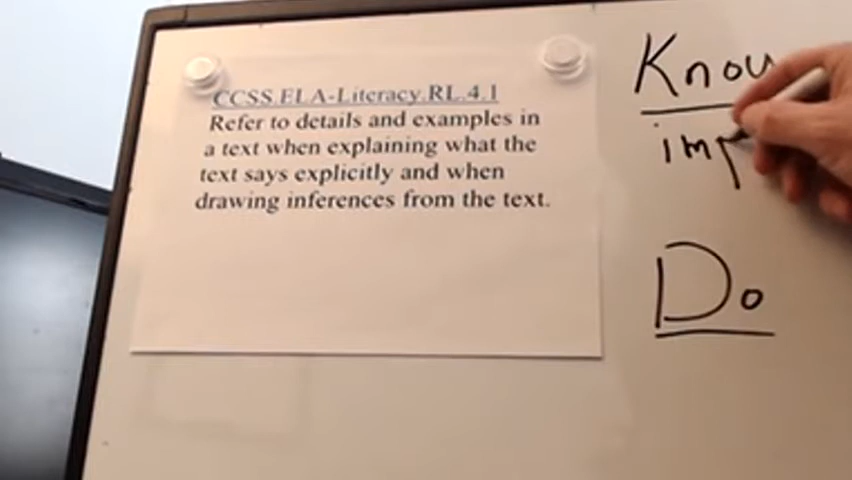 CCSS.ELA-Literacy.RL.4.1
Refer to details and examples in
a text when explaining what the
text says explicitly and when
drawing inferences from the text.
Know
imp
Do